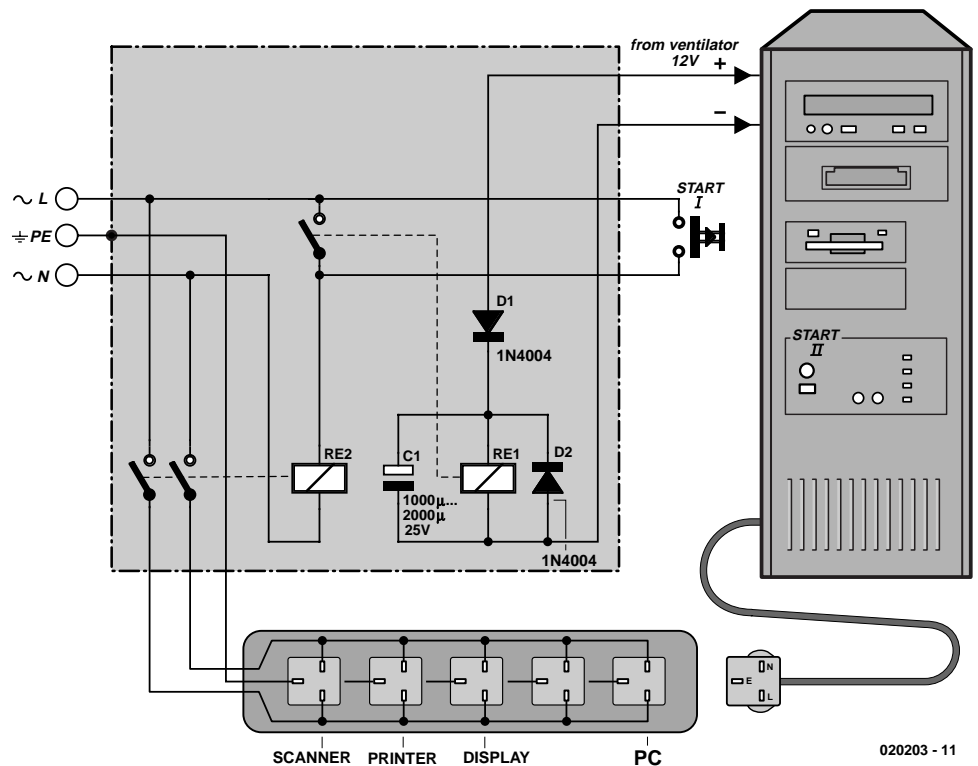 from ventilator
12V +
−
∼ L
⏚ PE
∼ N
START
I
D1
1N4004
RE2
C1
RE1
D2
1000µ...
2000µ
25V
1N4004
START
II
N
E
L
SCANNER PRINTER DISPLAY PC
020203 - 11